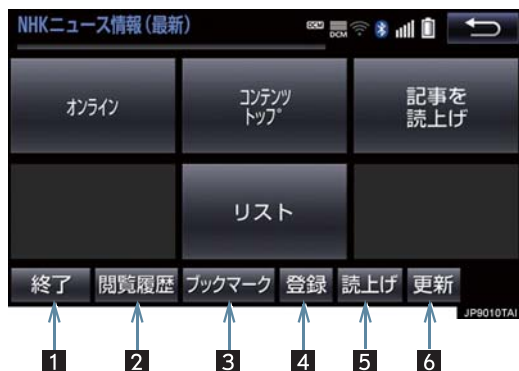 NHKニュース情報(最新)
DCM DCM
オンライン
コンテンツ
トップ
記事を
読上げ
リスト
終了 閲覧履歴 ブックマーク 登録 読上げ 更新
JP9010TAI
1 2 3 4 5 6